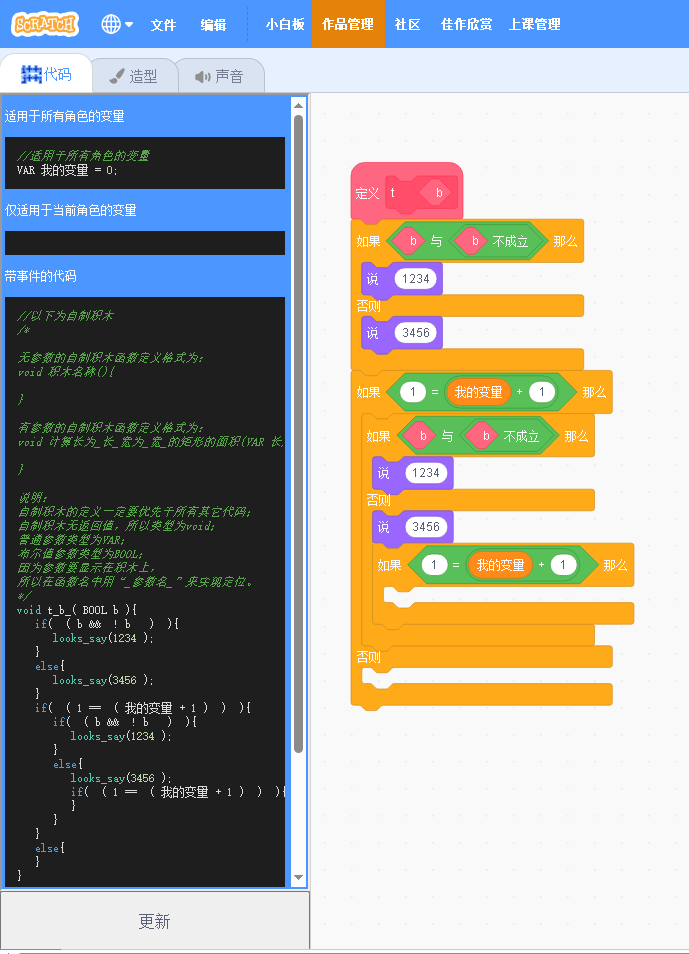 SCRATCH 文件 编辑 小白板 作品管理 社区 佳作欣赏 上课管理
代码 造型 声音
适用于所有角色的变量
//适用于所有角色的变量
VAR 我的变量 = 0;
仅适用于当前角色的变量
带事件的代码
//以下为自制积木
/*
无参数的自制积木函数定义格式为:
void 积木名称(){
}
有参数的自制积木函数定义格式为:
void 计算长为_长_宽为_宽_的矩形的面积(VAR 长,
}
说明:
自制积木的定义一定要优先于所有其它代码;
自制积木无返回值, 所以类型为void;
普通参数类型为VAR;
布尔值参数类型为BOOL;
因为参数要显示在积木上,
所以在函数名中用“_参数名_”来实现定位。
*/
void t_b_( BOOL b ){
if( ( b && ! b ) ){
looks_say(1234 );
}
else{
looks_say(3456 );
}
if( ( 1 == ( 我的变量 + 1 ) ) ){
if( ( b && ! b ) ){
looks_say(1234 );
}
else{
looks_say(3456 );
if( ( 1 == ( 我的变量 + 1 ) ) ){
}
}
}
else{
}
}
更新
定义 t b
如果 b 与 b 不成立 那么
说 1234
否则
说 3456
如果 1 = 我的变量 + 1 那么
如果 b 与 b 不成立 那么
说 1234
否则
说 3456
如果 1 = 我的变量 + 1 那么
否则